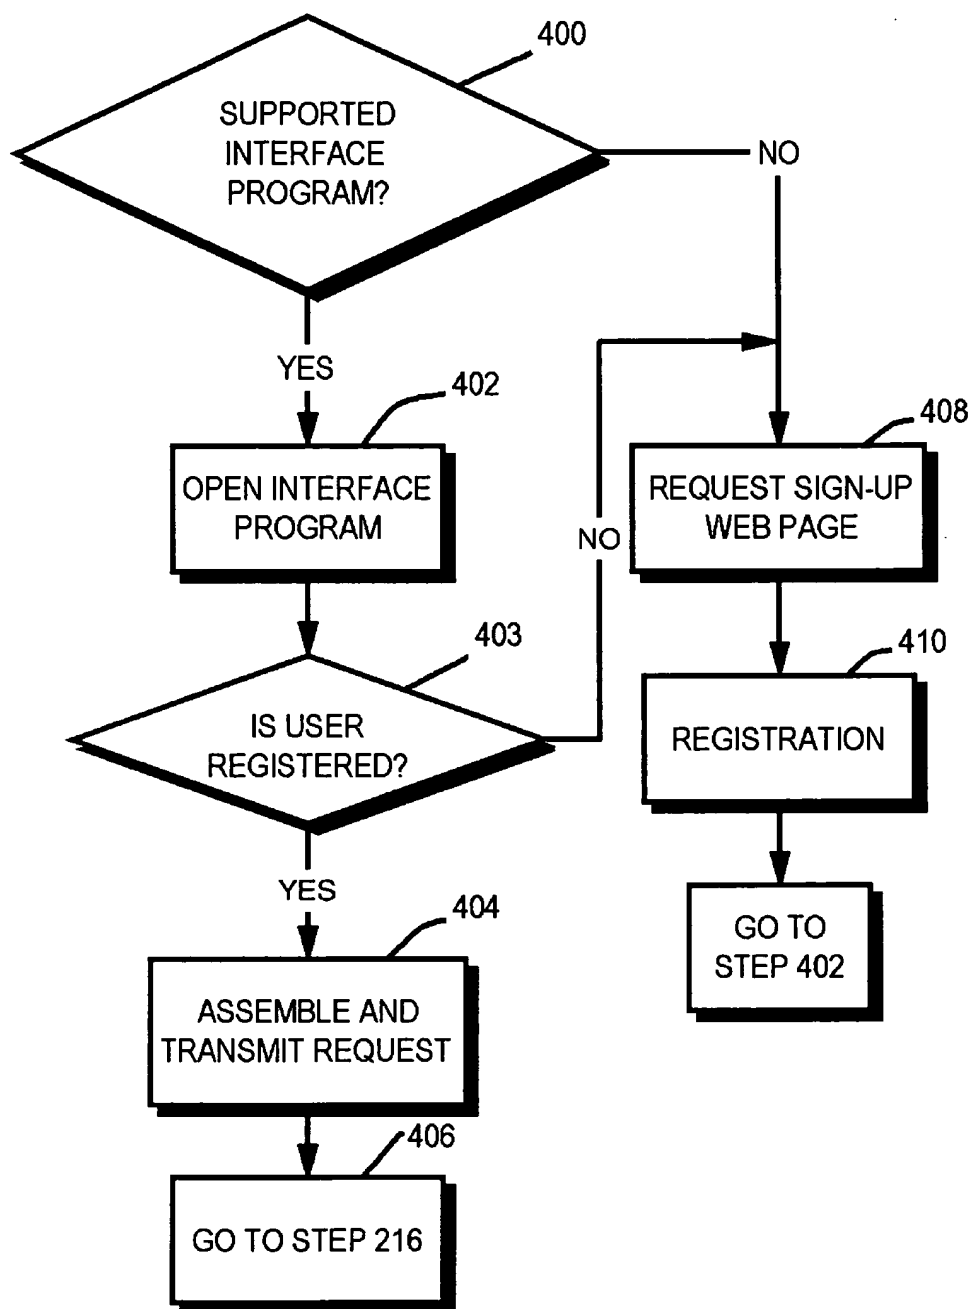 400
SUPPORTED
INTERFACE
PROGRAM?
NO
YES
402
OPEN INTERFACE
PROGRAM
408
REQUEST SIGN-UP
WEB PAGE
NO
403
IS USER
REGISTERED?
410
REGISTRATION
YES
404
ASSEMBLE AND
TRANSMIT REQUEST
GO TO
STEP 402
406
GO TO STEP 216